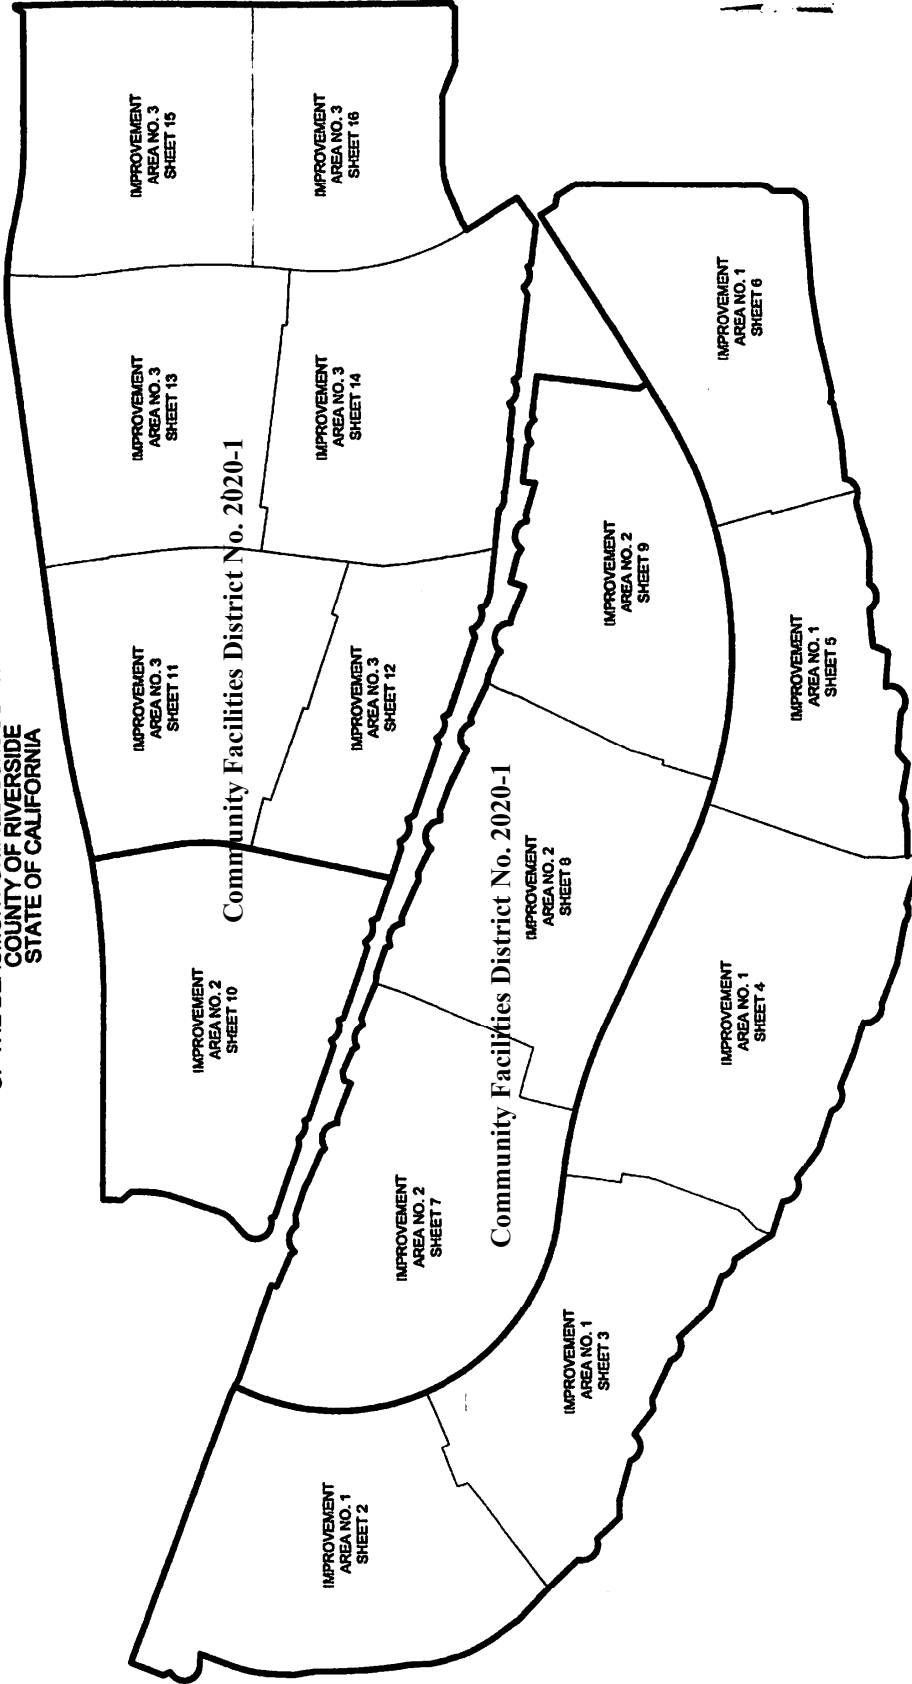 COUNTY OF RIVERSIDE
STATE OF CALIFORNIA
IMPROVEMENT
AREA NO. 3
SHEET 15
IMPROVEMENT
AREA NO. 3
SHEET 16
IMPROVEMENT
AREA NO. 3
SHEET 13
IMPROVEMENT
AREA NO. 3
SHEET 14
IMPROVEMENT
AREA NO. 3
SHEET 11
IMPROVEMENT
AREA NO. 3
SHEET 12
Community Facilities District No. 2020-1
IMPROVEMENT
AREA NO. 2
SHEET 10
IMPROVEMENT
AREA NO. 2
SHEET 9
IMPROVEMENT
AREA NO. 2
SHEET 8
Community Facilities District No. 2020-1
IMPROVEMENT
AREA NO. 2
SHEET 7
IMPROVEMENT
AREA NO. 1
SHEET 6
IMPROVEMENT
AREA NO. 1
SHEET 5
IMPROVEMENT
AREA NO. 1
SHEET 4
IMPROVEMENT
AREA NO. 1
SHEET 3
IMPROVEMENT
AREA NO. 1
SHEET 2